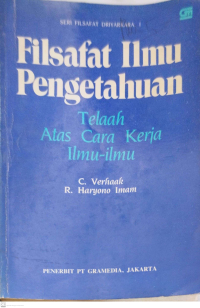 SERI FILSAFAT DRIYARKARA 1
Filsafat Ilmu
Pengetahuan
Telaah
Atas Cara Kerja
Ilmu-ilmu
C. Verhaak
R. Haryono Imam
PENERBIT PT GRAMEDIA, JAKARTA